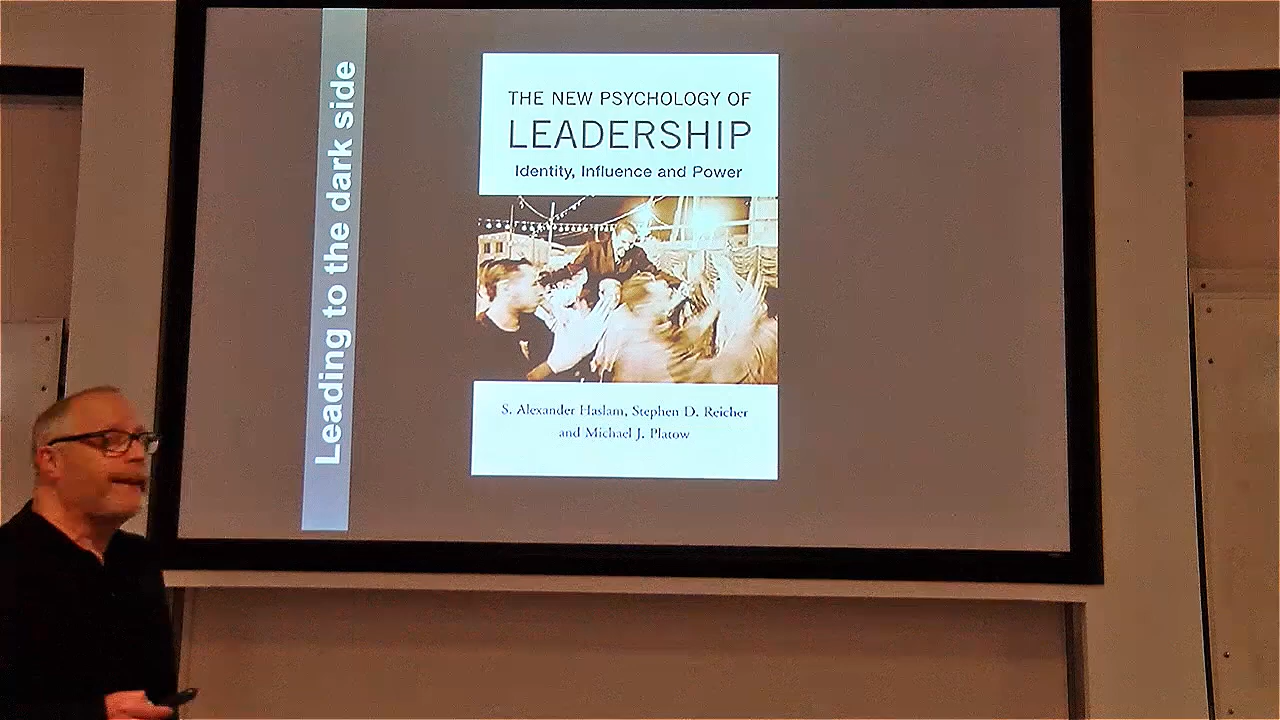 Leading to the dark side
THE NEW PSYCHOLOGY OF
LEADERSHIP
Identity, Influence and Power
S. Alexander Haslam, Stephen D. Reicher
and Michael J. Platow